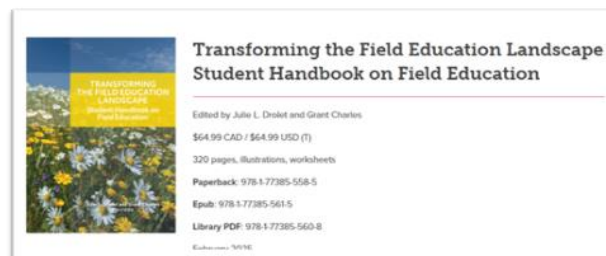 TRANSFORMING
THE FIELD EDUCATION
LANDSCAPE
Student Handbook on
Field Education
Transforming the Field Education Landscape
Student Handbook on Field Education
Edited by Julie L. Drolet and Grant Charles
$64.99 CAD / $64.99 USD (T)
320 pages, illustrations, worksheets
Paperback: 978-1-77385-558-5
Epub: 978-1-77385-561-5
Library PDF: 978-1-77385-560-8
February 2025